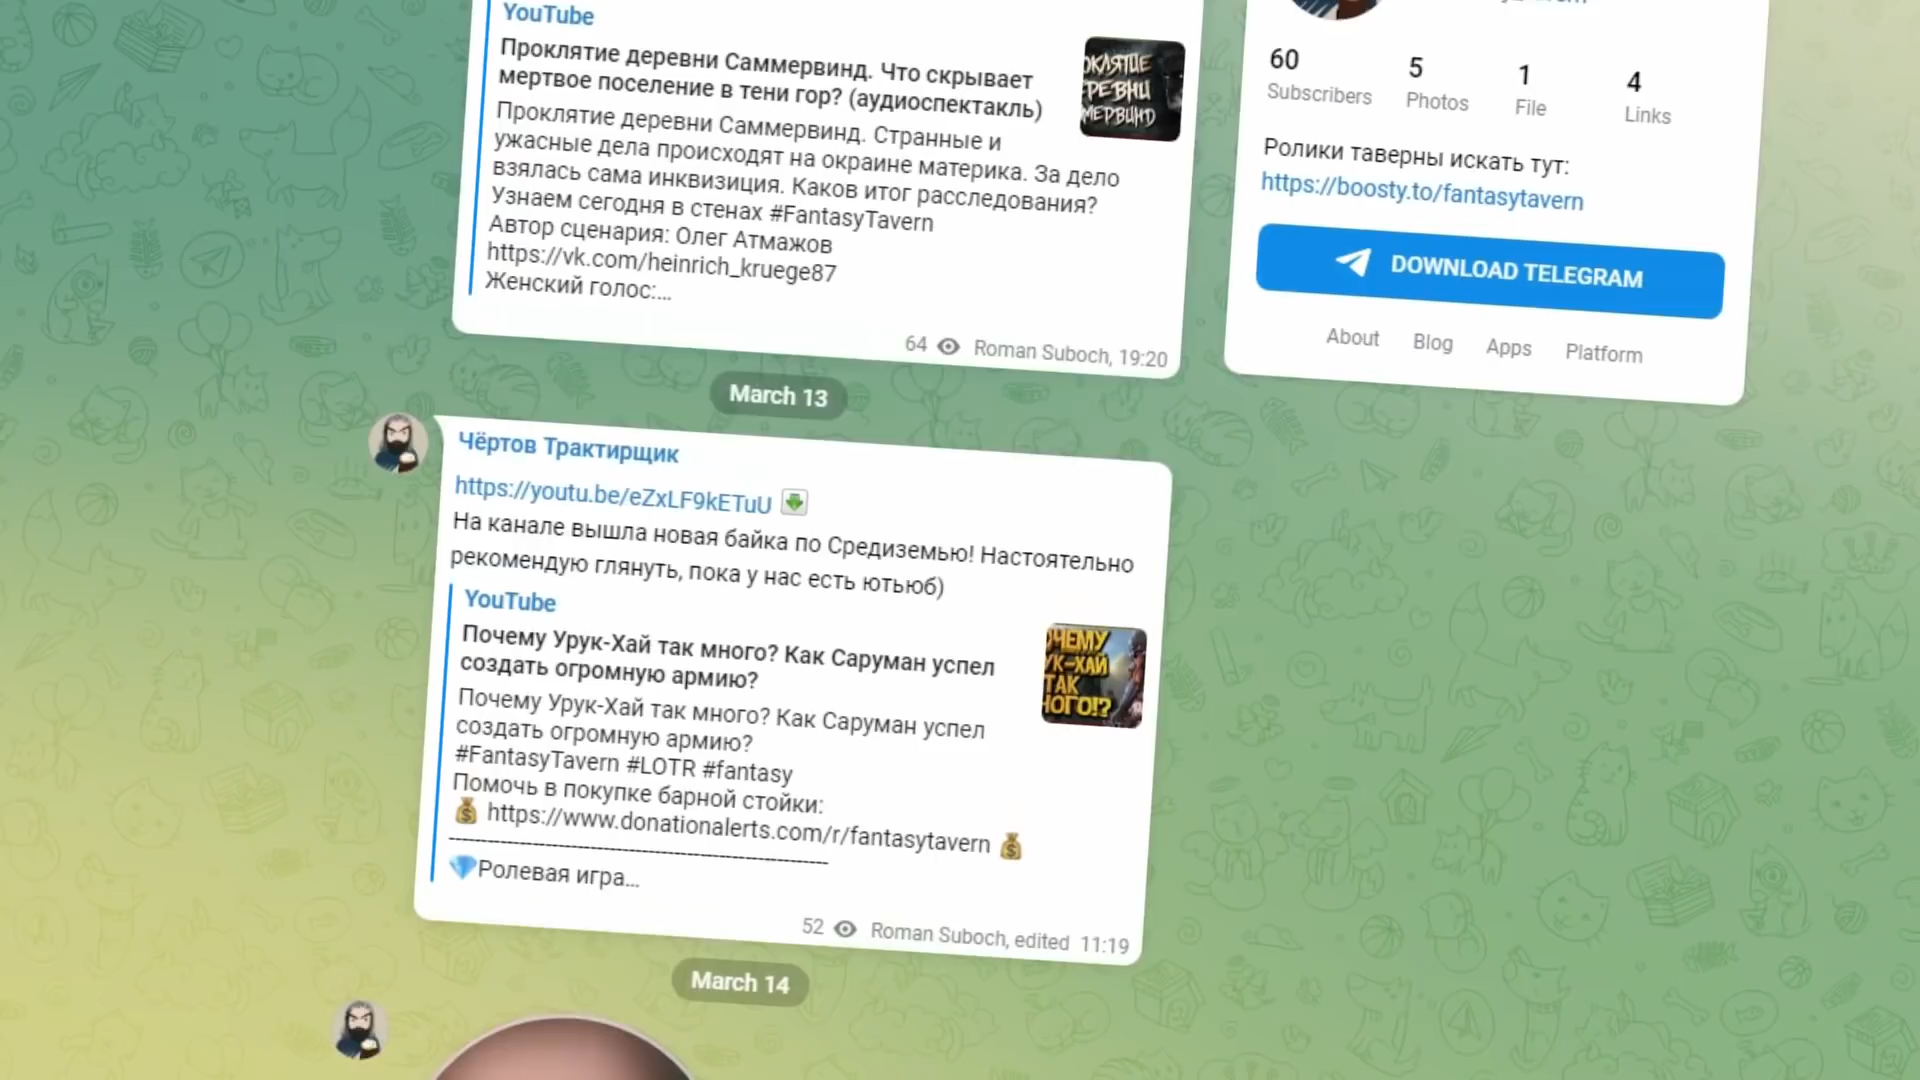 YouTube
Проклятие деревни Саммервинд. Что скрывает
мертвое поселение в тени гор? (аудиоспектакль)
Проклятие деревни Саммервинд. Странные и
ужасные дела происходят на окраине материка. За дело
взялась сама инквизиция. Каков итог расследования?
Узнаем сегодня в стенах #FantasyTavern
Автор сценария: Олег Атмажов
https://vk.com/heinrich_kruege87
Женский голос:...
64 Roman Suboch, 19:20
March 13
Чёртов Трактирщик
https://youtu.be/eZxLF9kETuU
На канале вышла новая байка по Средиземью! Настоятельно
рекомендую глянуть, пока у нас есть ютьюб)
YouTube
Почему Урук-Хай так много? Как Саруман успел
создать огромную армию?
ОЧЕМУ
УК-ХАЙ
ТАК
НОГО!?
Почему Урук-Хай так много? Как Саруман успел
создать огромную армию?
#FantasyTavern #LOTR #fantasy
Помочь в покупке барной стойки:
💰 https://www.donationalerts.com/r/fantasytavern 💰
-----------------------------------------------------------
💎Ролевая игра...
52 Roman Suboch, edited 11:19
March 14
60 Subscribers
5 Photos
1 File
4 Links
Ролики таверны искать тут:
https://boosty.to/fantasytavern
DOWNLOAD TELEGRAM
About Blog Apps Platform